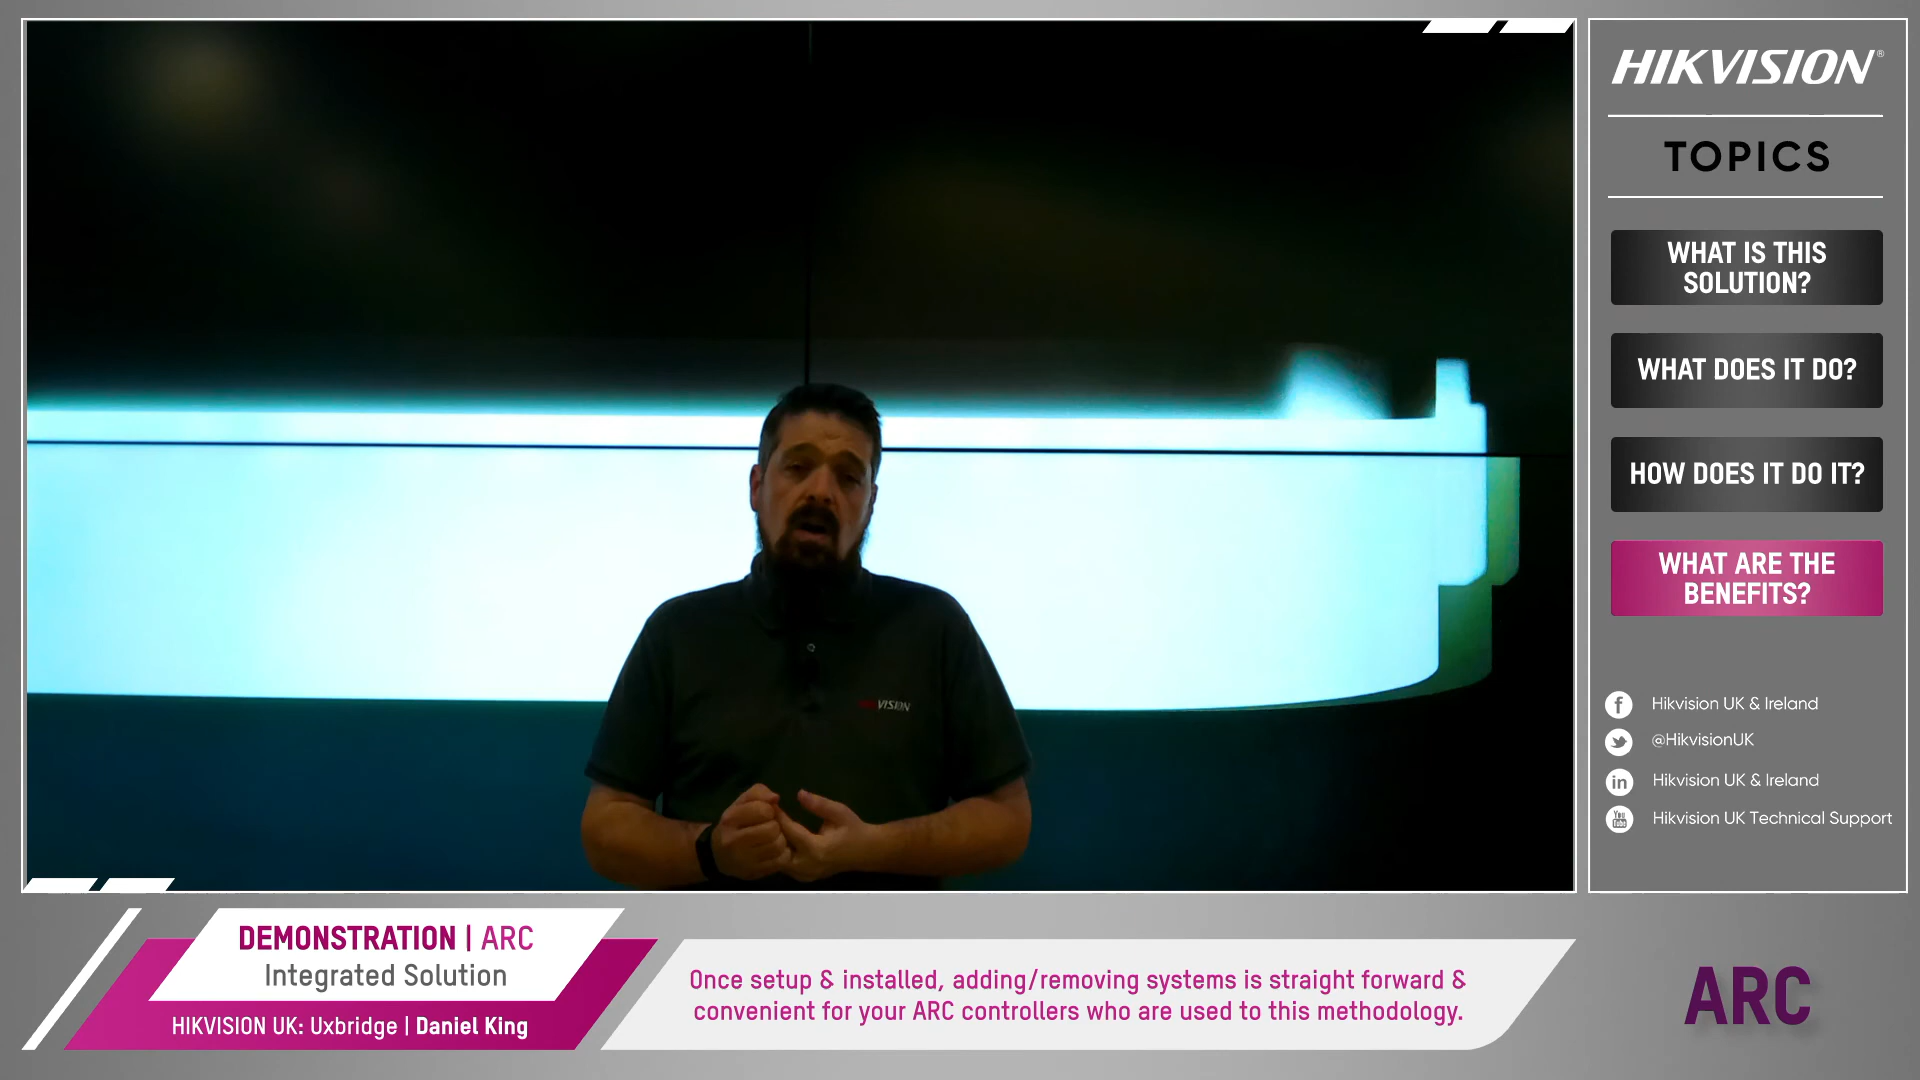 HIKVISION®
TOPICS
WHAT IS THIS
SOLUTION?
WHAT DOES IT DO?
HOW DOES IT DO IT?
WHAT ARE THE
BENEFITS?
Hikvision UK & Ireland
@HikvisionUK
Hikvision UK & Ireland
Hikvision UK Technical Support
HIKVISION
DEMONSTRATION | ARC
Integrated Solution
HIKVISION UK: Uxbridge | Daniel King
Once setup & installed, adding/removing systems is straight forward &
convenient for your ARC controllers who are used to this methodology.
ARC